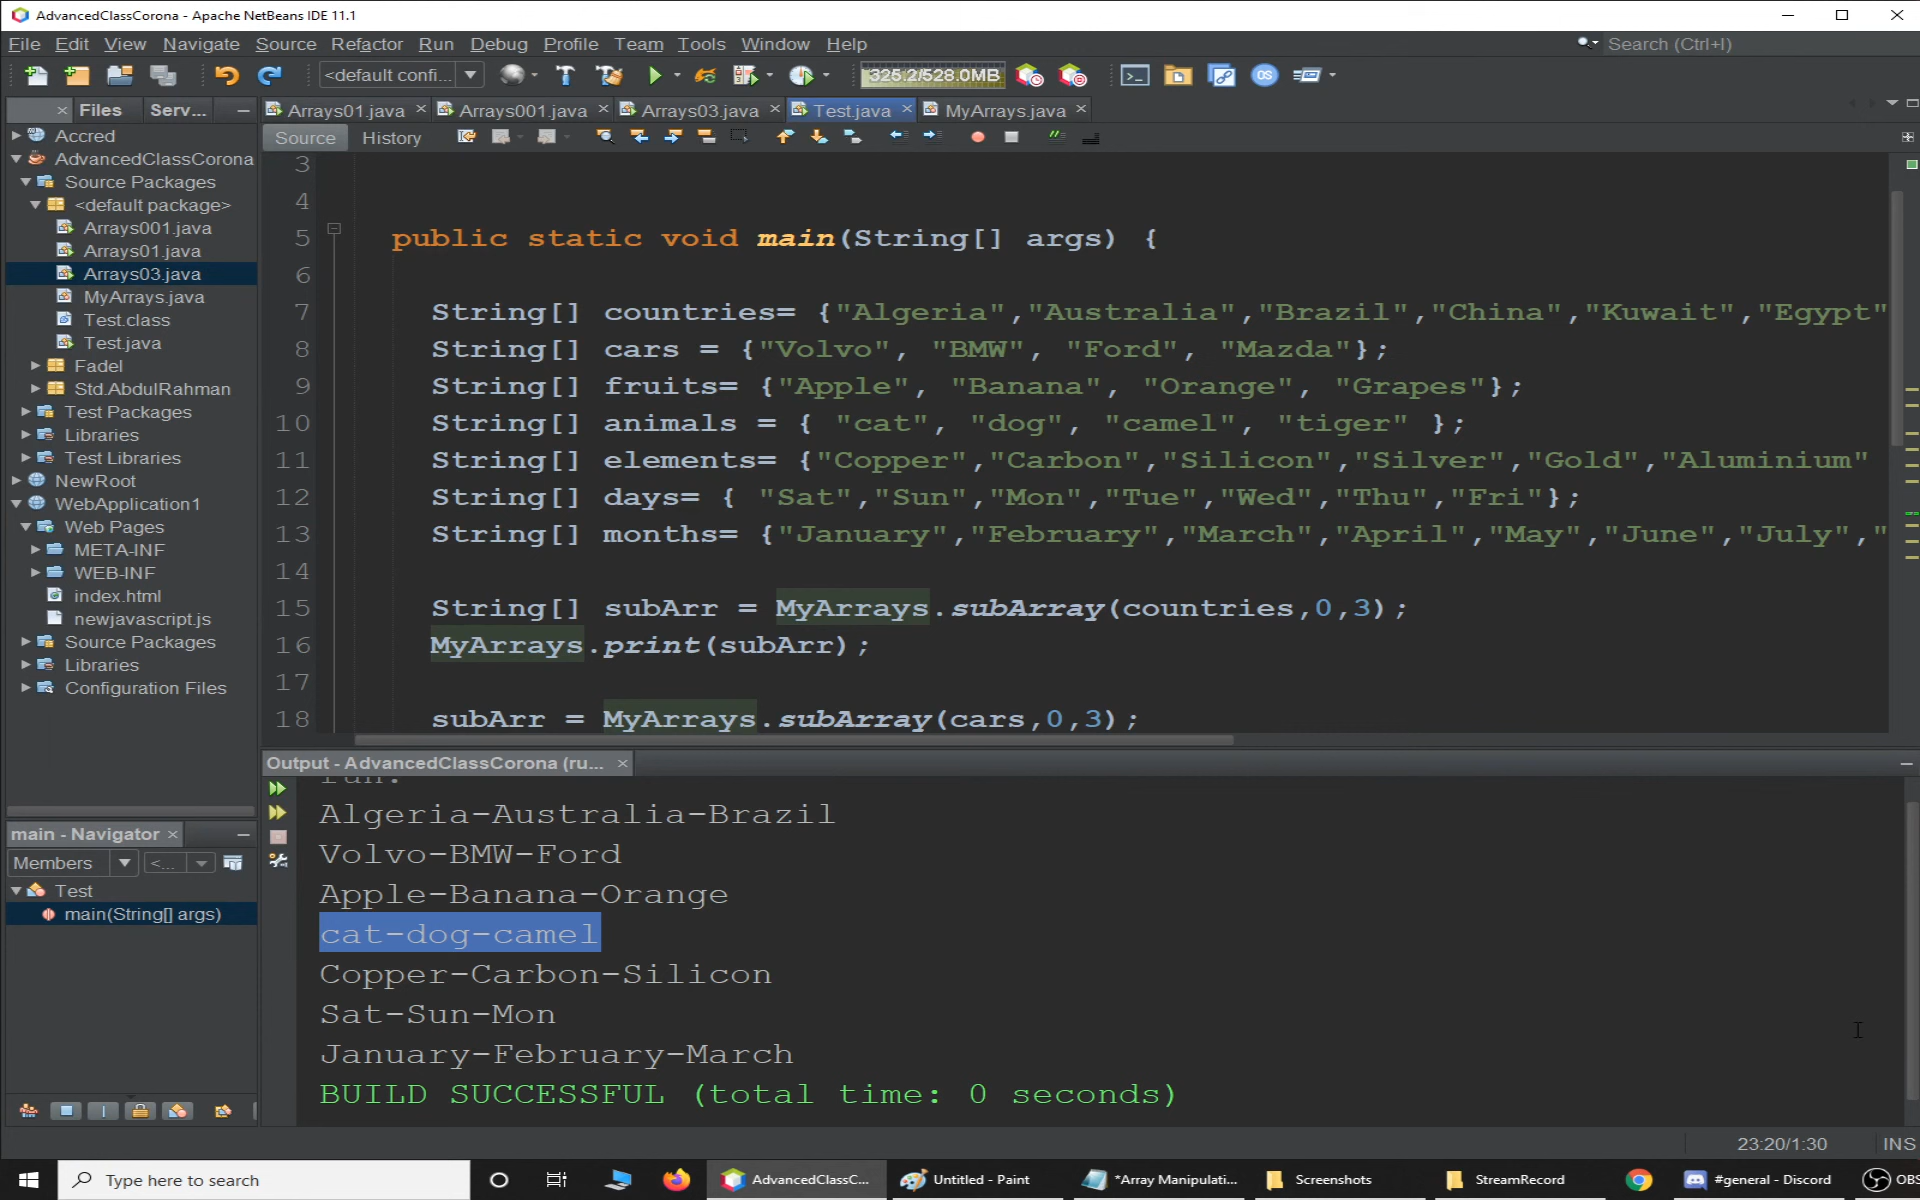 AdvancedClassCorona - Apache NetBeans IDE 11.1
File Edit View Navigate Source Refactor Run Debug Profile Team Tools Window Help
Search (Ctrl+I)
<default confi...
325.2/528.0MB
Files
Serv...
Arrays01.java
Arrays001.java
Arrays03.java
Test.java
MyArrays.java
Source
History
Accred
AdvancedClassCorona
Source Packages
<default package>
Arrays001.java
Arrays01.java
Arrays03.java
MyArrays.java
Test.class
Test.java
Fadel
Std.AbdulRahman
Test Packages
Libraries
Test Libraries
NewRoot
WebApplication1
Web Pages
META-INF
WEB-INF
index.html
newjavascript.js
Source Packages
Libraries
Configuration Files
3
4
5 public static void main(String[] args) {
6
7 String[] countries= {"Algeria","Australia","Brazil","China","Kuwait","Egypt"
8 String[] cars = {"Volvo", "BMW", "Ford", "Mazda"};
9 String[] fruits= {"Apple", "Banana", "Orange", "Grapes"};
10 String[] animals = { "cat", "dog", "camel", "tiger" };
11 String[] elements= {"Copper","Carbon","Silicon","Silver","Gold","Aluminium"
12 String[] days= { "Sat","Sun","Mon","Tue","Wed","Thu","Fri"};
13 String[] months= {"January","February","March","April","May","June","July","
14
15 String[] subArr = MyArrays.subArray(countries,0,3);
16 MyArrays.print(subArr);
17
18 subArr = MyArrays.subArray(cars,0,3);
Output - AdvancedClassCorona (ru...
run:
Algeria-Australia-Brazil
Volvo-BMW-Ford
Apple-Banana-Orange
cat-dog-camel
Copper-Carbon-Silicon
Sat-Sun-Mon
January-February-March
BUILD SUCCESSFUL (total time: 0 seconds)
main - Navigator
Members
<...
Test
main(String[] args)
23:20/1:30
INS
Type here to search
AdvancedClassC...
Untitled - Paint
*Array Manipulati...
Screenshots
StreamRecord
#general - Discord
OBS